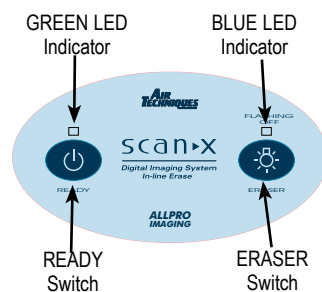 GREEN LED
Indicator
BLUE LED
Indicator
AIR
TECHNIQUES
FLASHING
OFF
scan x
Digital Imaging System
In-line Erase
READY
ERASER
ALLPRO
IMAGING
READY
Switch
ERASER
Switch